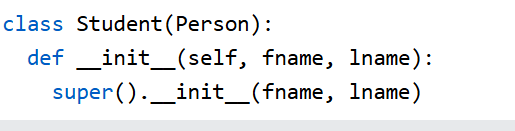 class Student(Person):
  def __init__(self, fname, lname):
    super().__init__(fname, lname)